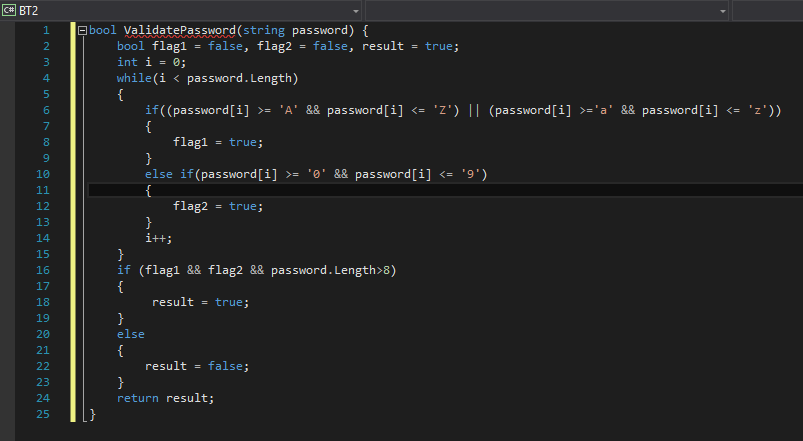 C# BT2
1 bool ValidatePassword(string password) {
2     bool flag1 = false, flag2 = false, result = true;
3     int i = 0;
4     while(i < password.Length)
5     {
6         if((password[i] >= 'A' && password[i] <= 'Z') || (password[i] >='a' && password[i] <= 'z'))
7         {
8             flag1 = true;
9         }
10         else if(password[i] >= '0' && password[i] <= '9')
11         {
12             flag2 = true;
13         }
14         i++;
15     }
16     if (flag1 && flag2 && password.Length>8)
17     {
18          result = true;
19     }
20     else
21     {
22         result = false;
23     }
24     return result;
25 }